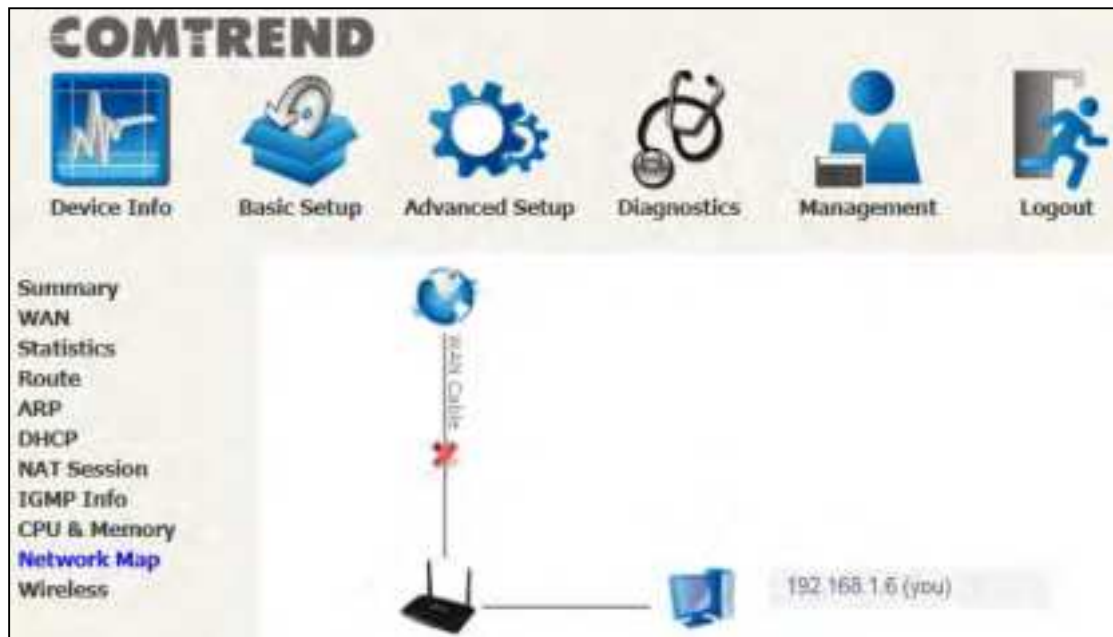 COMTREND
Device Info
Basic Setup
Advanced Setup
Diagnostics
Management
Logout
Summary
WAN
Statistics
Route
ARP
DHCP
NAT Session
IGMP Info
CPU & Memory
Network Map
Wireless
WAN Cable
192.168.1.6 (you)